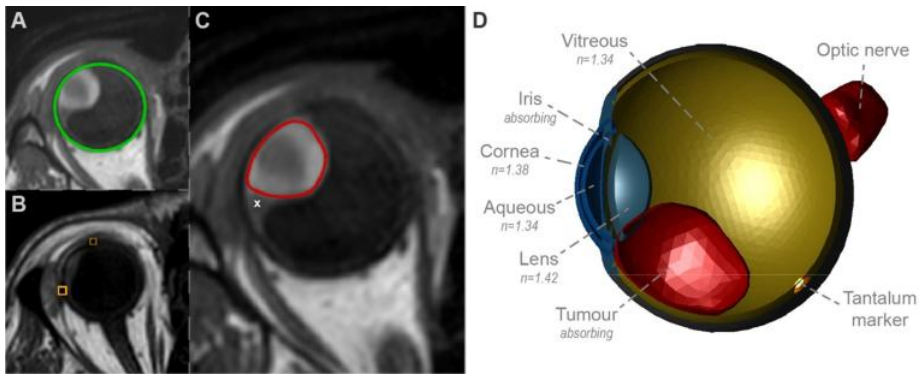 A
B
C
x
D
Vitreous
n=1.34
Optic nerve
Iris
absorbing
Cornea
n=1.38
Aqueous
n=1.34
Lens
n=1.42
Tumour
absorbing
Tantalum
marker